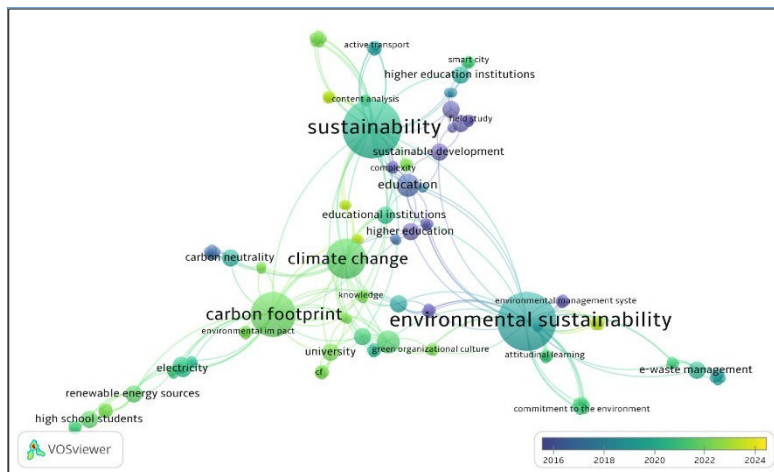 active transport
smart city
higher education institutions
content analysis
sustainability
field study
sustainable development
complexity
education
educational institutions
higher education
carbon neutrality
climate change
knowledge
environmental management syste
carbon footprint
environmental sustainability
environmental im pact
university
green organizational culture
attitudinal learning
electricity
cf
e-waste management
renewable energy sources
commitment to the environment
high school students
VOSviewer
2016 2018 2020 2022 2024